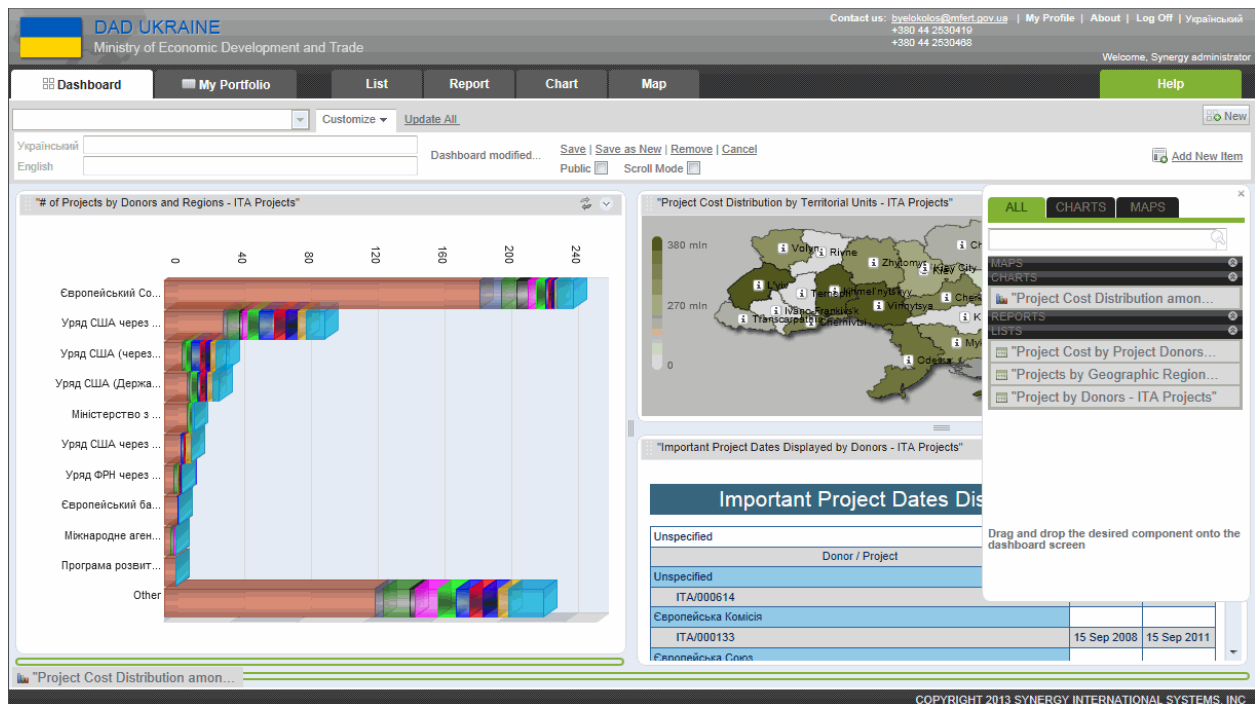 DAD UKRAINE
Ministry of Economic Development and Trade
Contact us: byelokolos@mfert.gov.ua | My Profile | About | Log Off | Український
+380 44 2530419
+380 44 2530468
Welcome, Synergy administrator
Dashboard My Portfolio List Report Chart Map Help
Customize Update All New
Український
English
Dashboard modified...
Save | Save as New | Remove | Cancel
Public Scroll Mode
Add New Item
"# of Projects by Donors and Regions - ITA Projects"
0 40 80 120 160 200 240
Європейський Со...
Уряд США через ...
Уряд США (через...
Уряд США (Держа...
Міністерство з ...
Уряд США через ...
Уряд ФРН через ...
Європейський ба...
Міжнародне аген...
Програма розвит...
Other
"Project Cost Distribution by Territorial Units - ITA Projects"
380 mln
270 mln
0
Volyn
Rivne
Zhytomyr
Kyiv City
L'viv
Ternopil'
Khmel'nyts'kyy
Vinnytsya
Ivano-Frankivsk
Transcarpathia
Chernivtsi
Odessa
"Important Project Dates Displayed by Donors - ITA Projects"
Important Project Dates Dis
Unspecified
Donor / Project
Unspecified
ITA/000614
Європейська Комісія
ITA/000133 15 Sep 2008 15 Sep 2011
Європейська Союз
ALL CHARTS MAPS
MAPS
CHARTS
"Project Cost Distribution amon...
REPORTS
LISTS
"Project Cost by Project Donors...
"Projects by Geographic Region...
"Project by Donors - ITA Projects"
Drag and drop the desired component onto the
dashboard screen
"Project Cost Distribution amon...
COPYRIGHT 2013 SYNERGY INTERNATIONAL SYSTEMS, INC